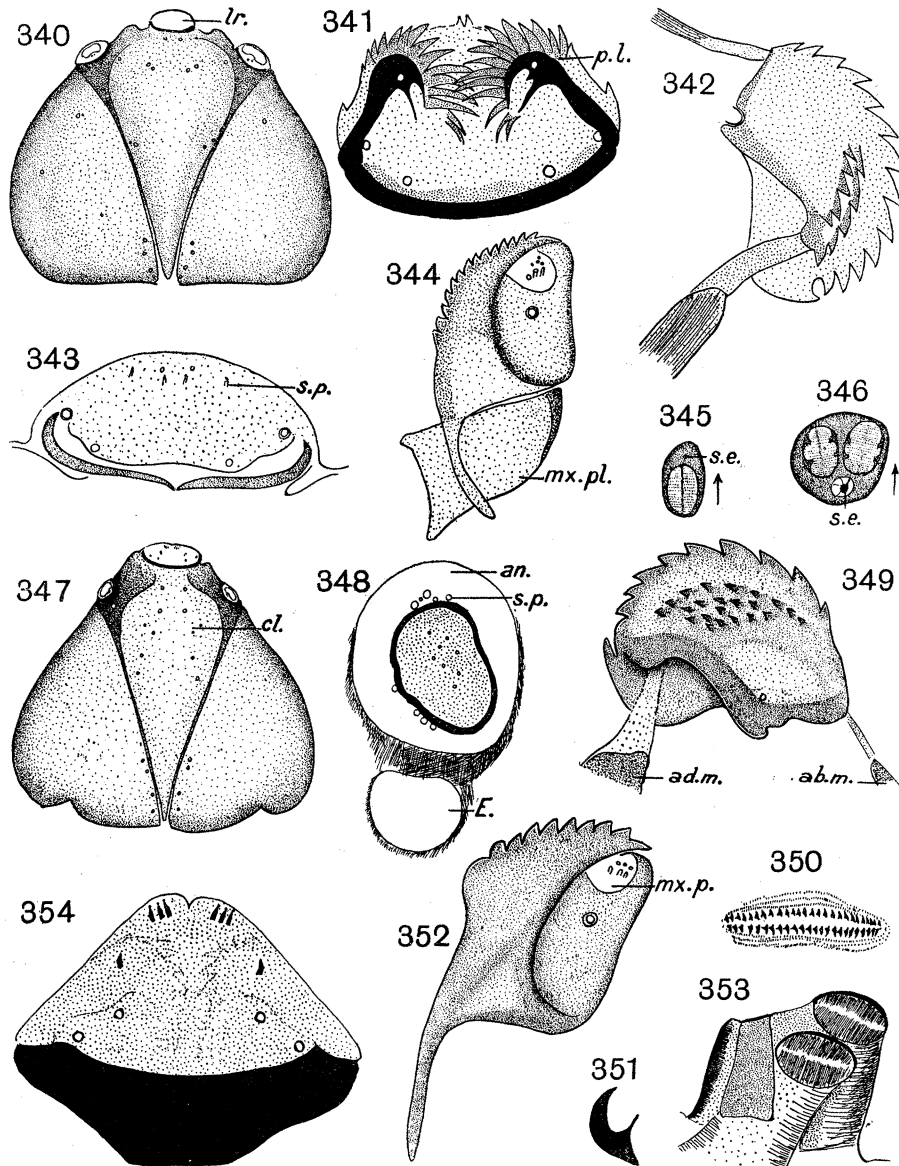 340
lr.
341
p.l.
342
343
s.p.
344
mx.pl.
345
s.e.
346
s.e.
347
cl.
348
an.
s.p.
E.
349
ad.m.
ab.m.
350
351
352
mx.p.
353
354